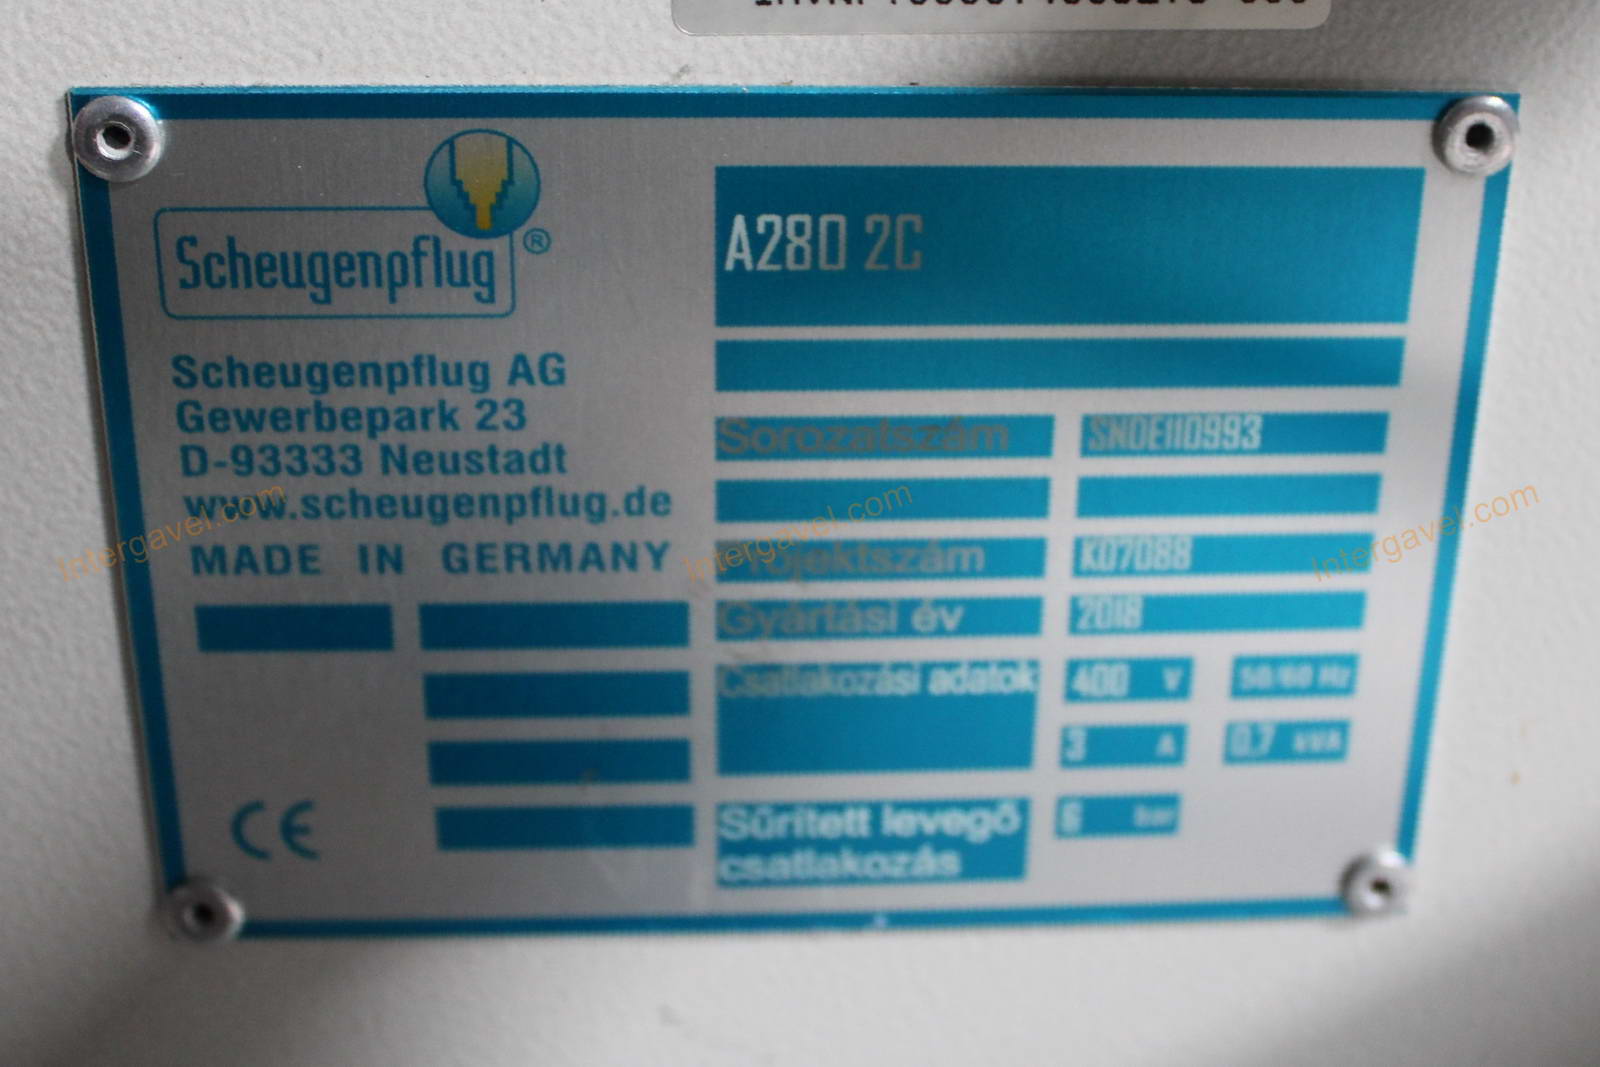 Scheugenpflug ®
Scheugenpflug AG
Gewerbepark 23
D-93333 Neustadt
www.scheugenpflug.de
MADE IN GERMANY
CE
A280 2C
Sorozatszám SNDE110993
Projektszám K07088
Gyártási év 2018
Csatlakozási adatok 400 V 50/60 Hz
3 A 0.7 kVA
Sűrített levegő 6 bar
csatlakozás
Intergavel.com
Intergavel.com
Intergavel.com